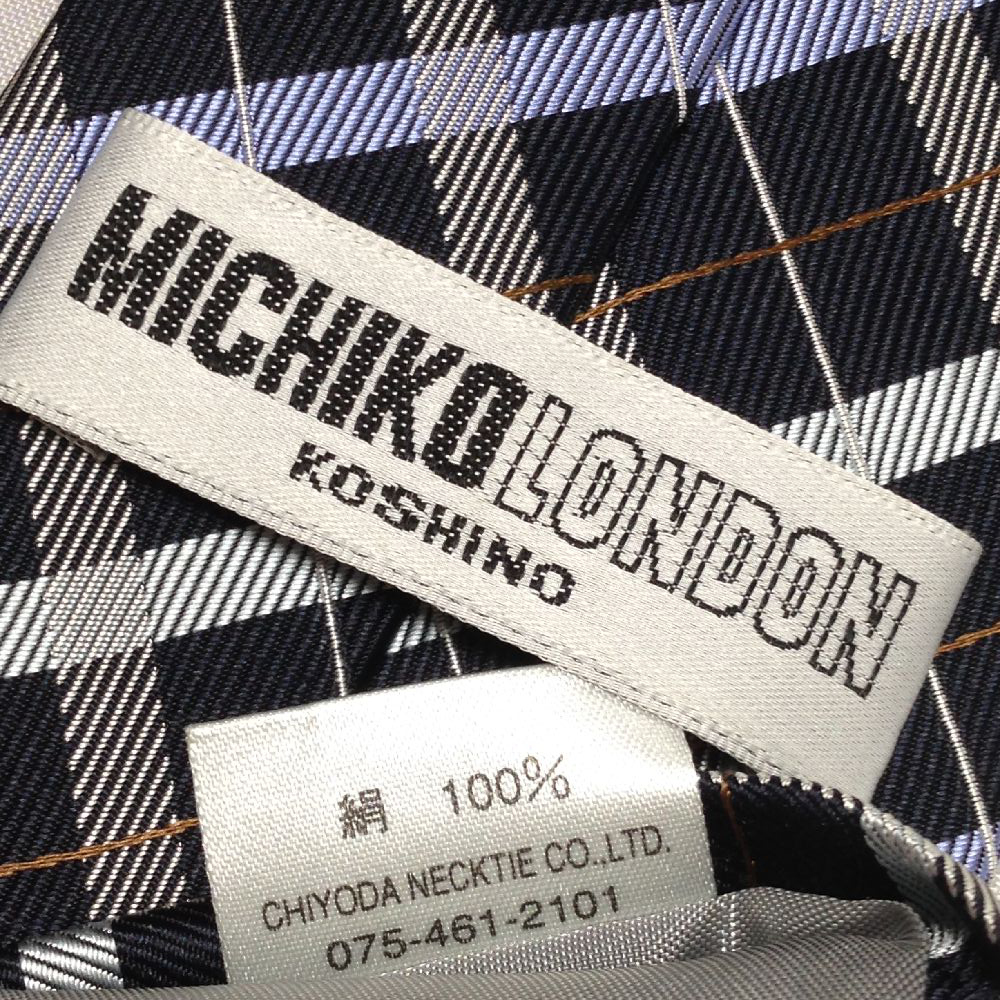 MICHIKO LONDON
KOSHINO
絹 100%
CHIYODA NECKTIE CO.,LTD.
075-461-2101